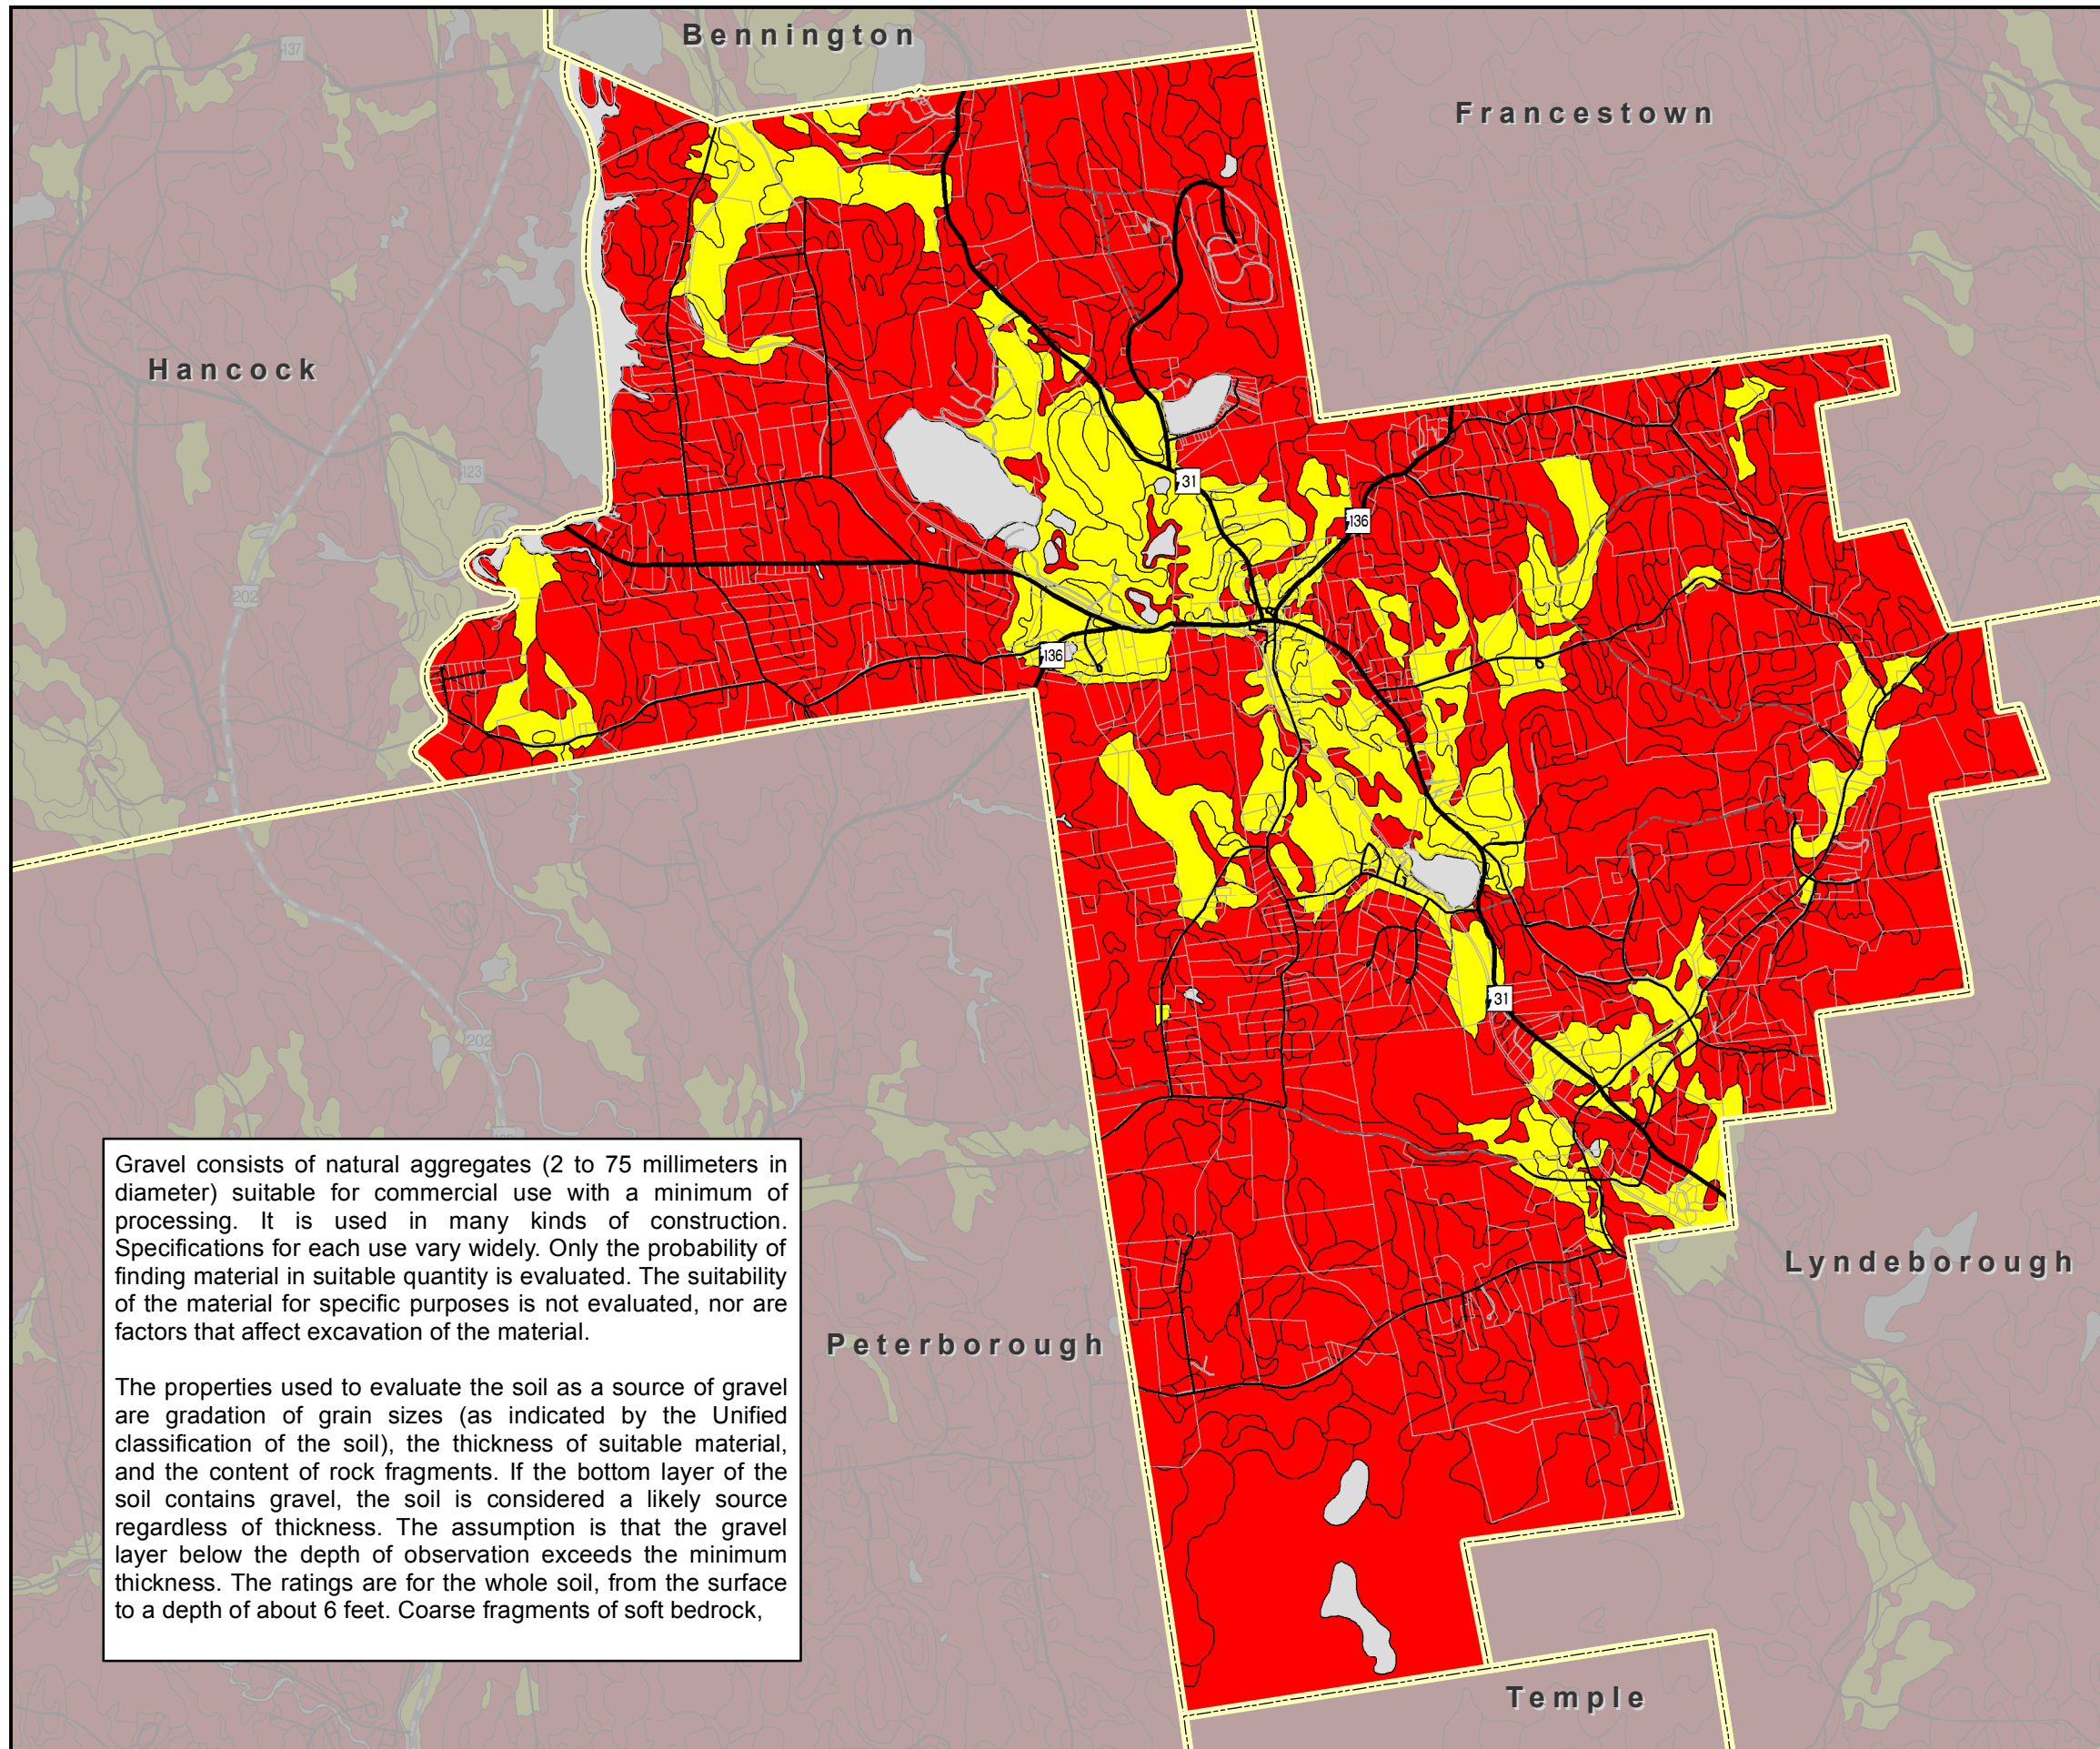 Bennington
137
Francestown
Hancock
123
31
136
202
136
31
202
Gravel consists of natural aggregates (2 to 75 millimeters in
diameter) suitable for commercial use with a minimum of
processing. It is used in many kinds of construction.
Specifications for each use vary widely. Only the probability of
finding material in suitable quantity is evaluated. The suitability
of the material for specific purposes is not evaluated, nor are
factors that affect excavation of the material.
The properties used to evaluate the soil as a source of gravel
are gradation of grain sizes (as indicated by the Unified
classification of the soil), the thickness of suitable material,
and the content of rock fragments. If the bottom layer of the
soil contains gravel, the soil is considered a likely source
regardless of thickness. The assumption is that the gravel
layer below the depth of observation exceeds the minimum
thickness. The ratings are for the whole soil, from the surface
to a depth of about 6 feet. Coarse fragments of soft bedrock,
Lyndeborough
Peterborough
Temple